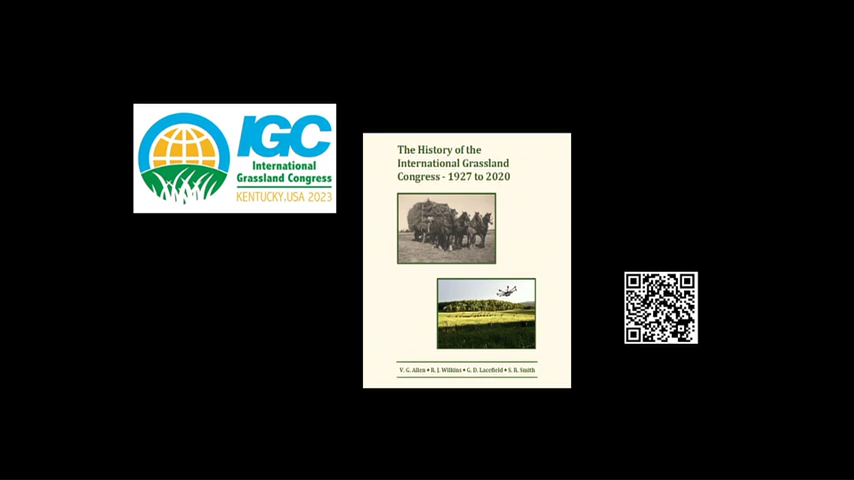 IGC
International
Grassland Congress
KENTUCKY, USA 2023
The History of the
International Grassland
Congress - 1927 to 2020
V. G. Allen • R. J. Wilkins • G. D. Lacefield • S. R. Smith